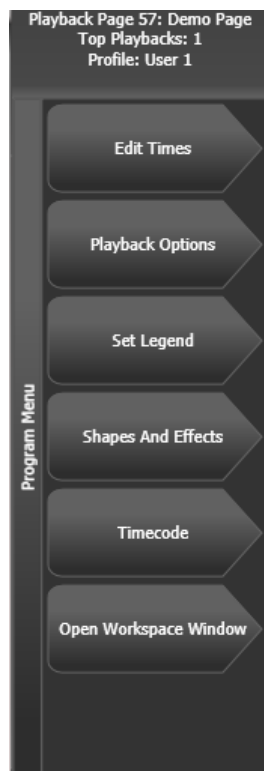 Playback Page 57: Demo Page
Top Playbacks: 1
Profile: User 1
Program Menu
Edit Times
Playback Options
Set Legend
Shapes And Effects
Timecode
Open Workspace Window